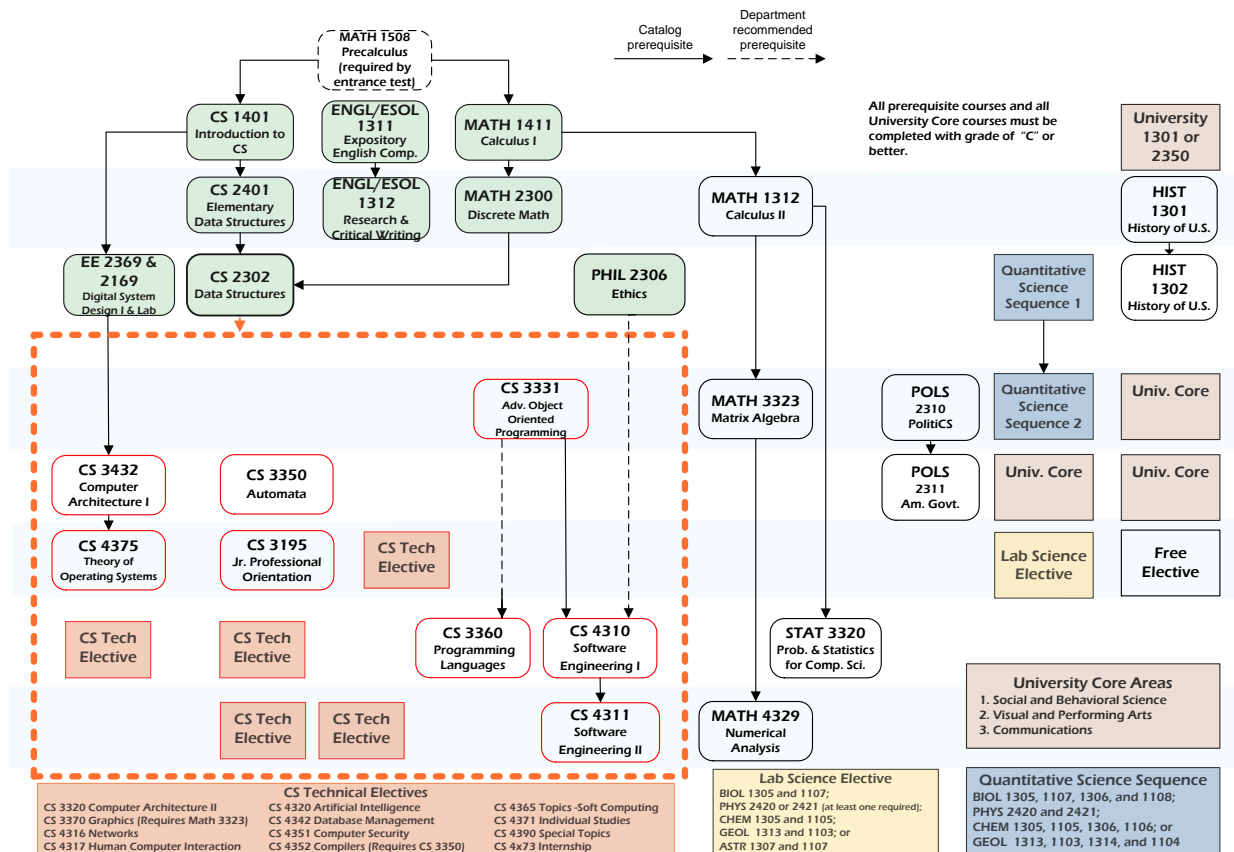 MATH 1508
Precalculus
(required by
entrance test)
Catalog
prerequisite
Department
recommended
prerequisite
CS 1401
Introduction to
CS
ENGL/ESOL
1311
Expository
English Comp.
MATH 1411
Calculus I
All prerequisite courses and all
University Core courses must be
completed with grade of "C" or
better.
University
1301 or
2350
CS 2401
Elementary
Data Structures
ENGL/ESOL
1312
Research &
Critical Writing
MATH 2300
Discrete Math
MATH 1312
Calculus II
HIST
1301
History of U.S.
EE 2369 &
2169
Digital System
Design I & Lab
CS 2302
Data Structures
PHIL 2306
Ethics
Quantitative
Science
Sequence 1
HIST
1302
History of U.S.
CS 3331
Adv. Object
Oriented
Programming
MATH 3323
Matrix Algebra
POLS
2310
PolitiCS
Quantitative
Science
Sequence 2
Univ. Core
CS 3432
Computer
Architecture I
CS 3350
Automata
POLS
2311
Am. Govt.
Univ. Core
Univ. Core
CS 4375
Theory of
Operating Systems
CS 3195
Jr. Professional
Orientation
CS Tech
Elective
Lab Science
Elective
Free
Elective
CS Tech
Elective
CS Tech
Elective
CS 3360
Programming
Languages
CS 4310
Software
Engineering I
STAT 3320
Prob. & Statistics
for Comp. Sci.
CS Tech
Elective
CS Tech
Elective
CS 4311
Software
Engineering II
MATH 4329
Numerical
Analysis
University Core Areas
1. Social and Behavioral Science
2. Visual and Performing Arts
3. Communications
CS Technical Electives
CS 3320 Computer Architecture II
CS 3370 Graphics (Requires Math 3323)
CS 4316 Networks
CS 4317 Human Computer Interaction
CS 4320 Artificial Intelligence
CS 4342 Database Management
CS 4351 Computer Security
CS 4352 Compilers (Requires CS 3350)
CS 4365 Topics -Soft Computing
CS 4371 Individual Studies
CS 4390 Special Topics
CS 4x73 Internship
Lab Science Elective
BIOL 1305 and 1107;
PHYS 2420 or 2421 (at least one required);
CHEM 1305 and 1105;
GEOL 1313 and 1103; or
ASTR 1307 and 1107
Quantitative Science Sequence
BIOL 1305, 1107, 1306, and 1108;
PHYS 2420 and 2421;
CHEM 1305, 1105, 1306, 1106; or
GEOL 1313, 1103, 1314, and 1104